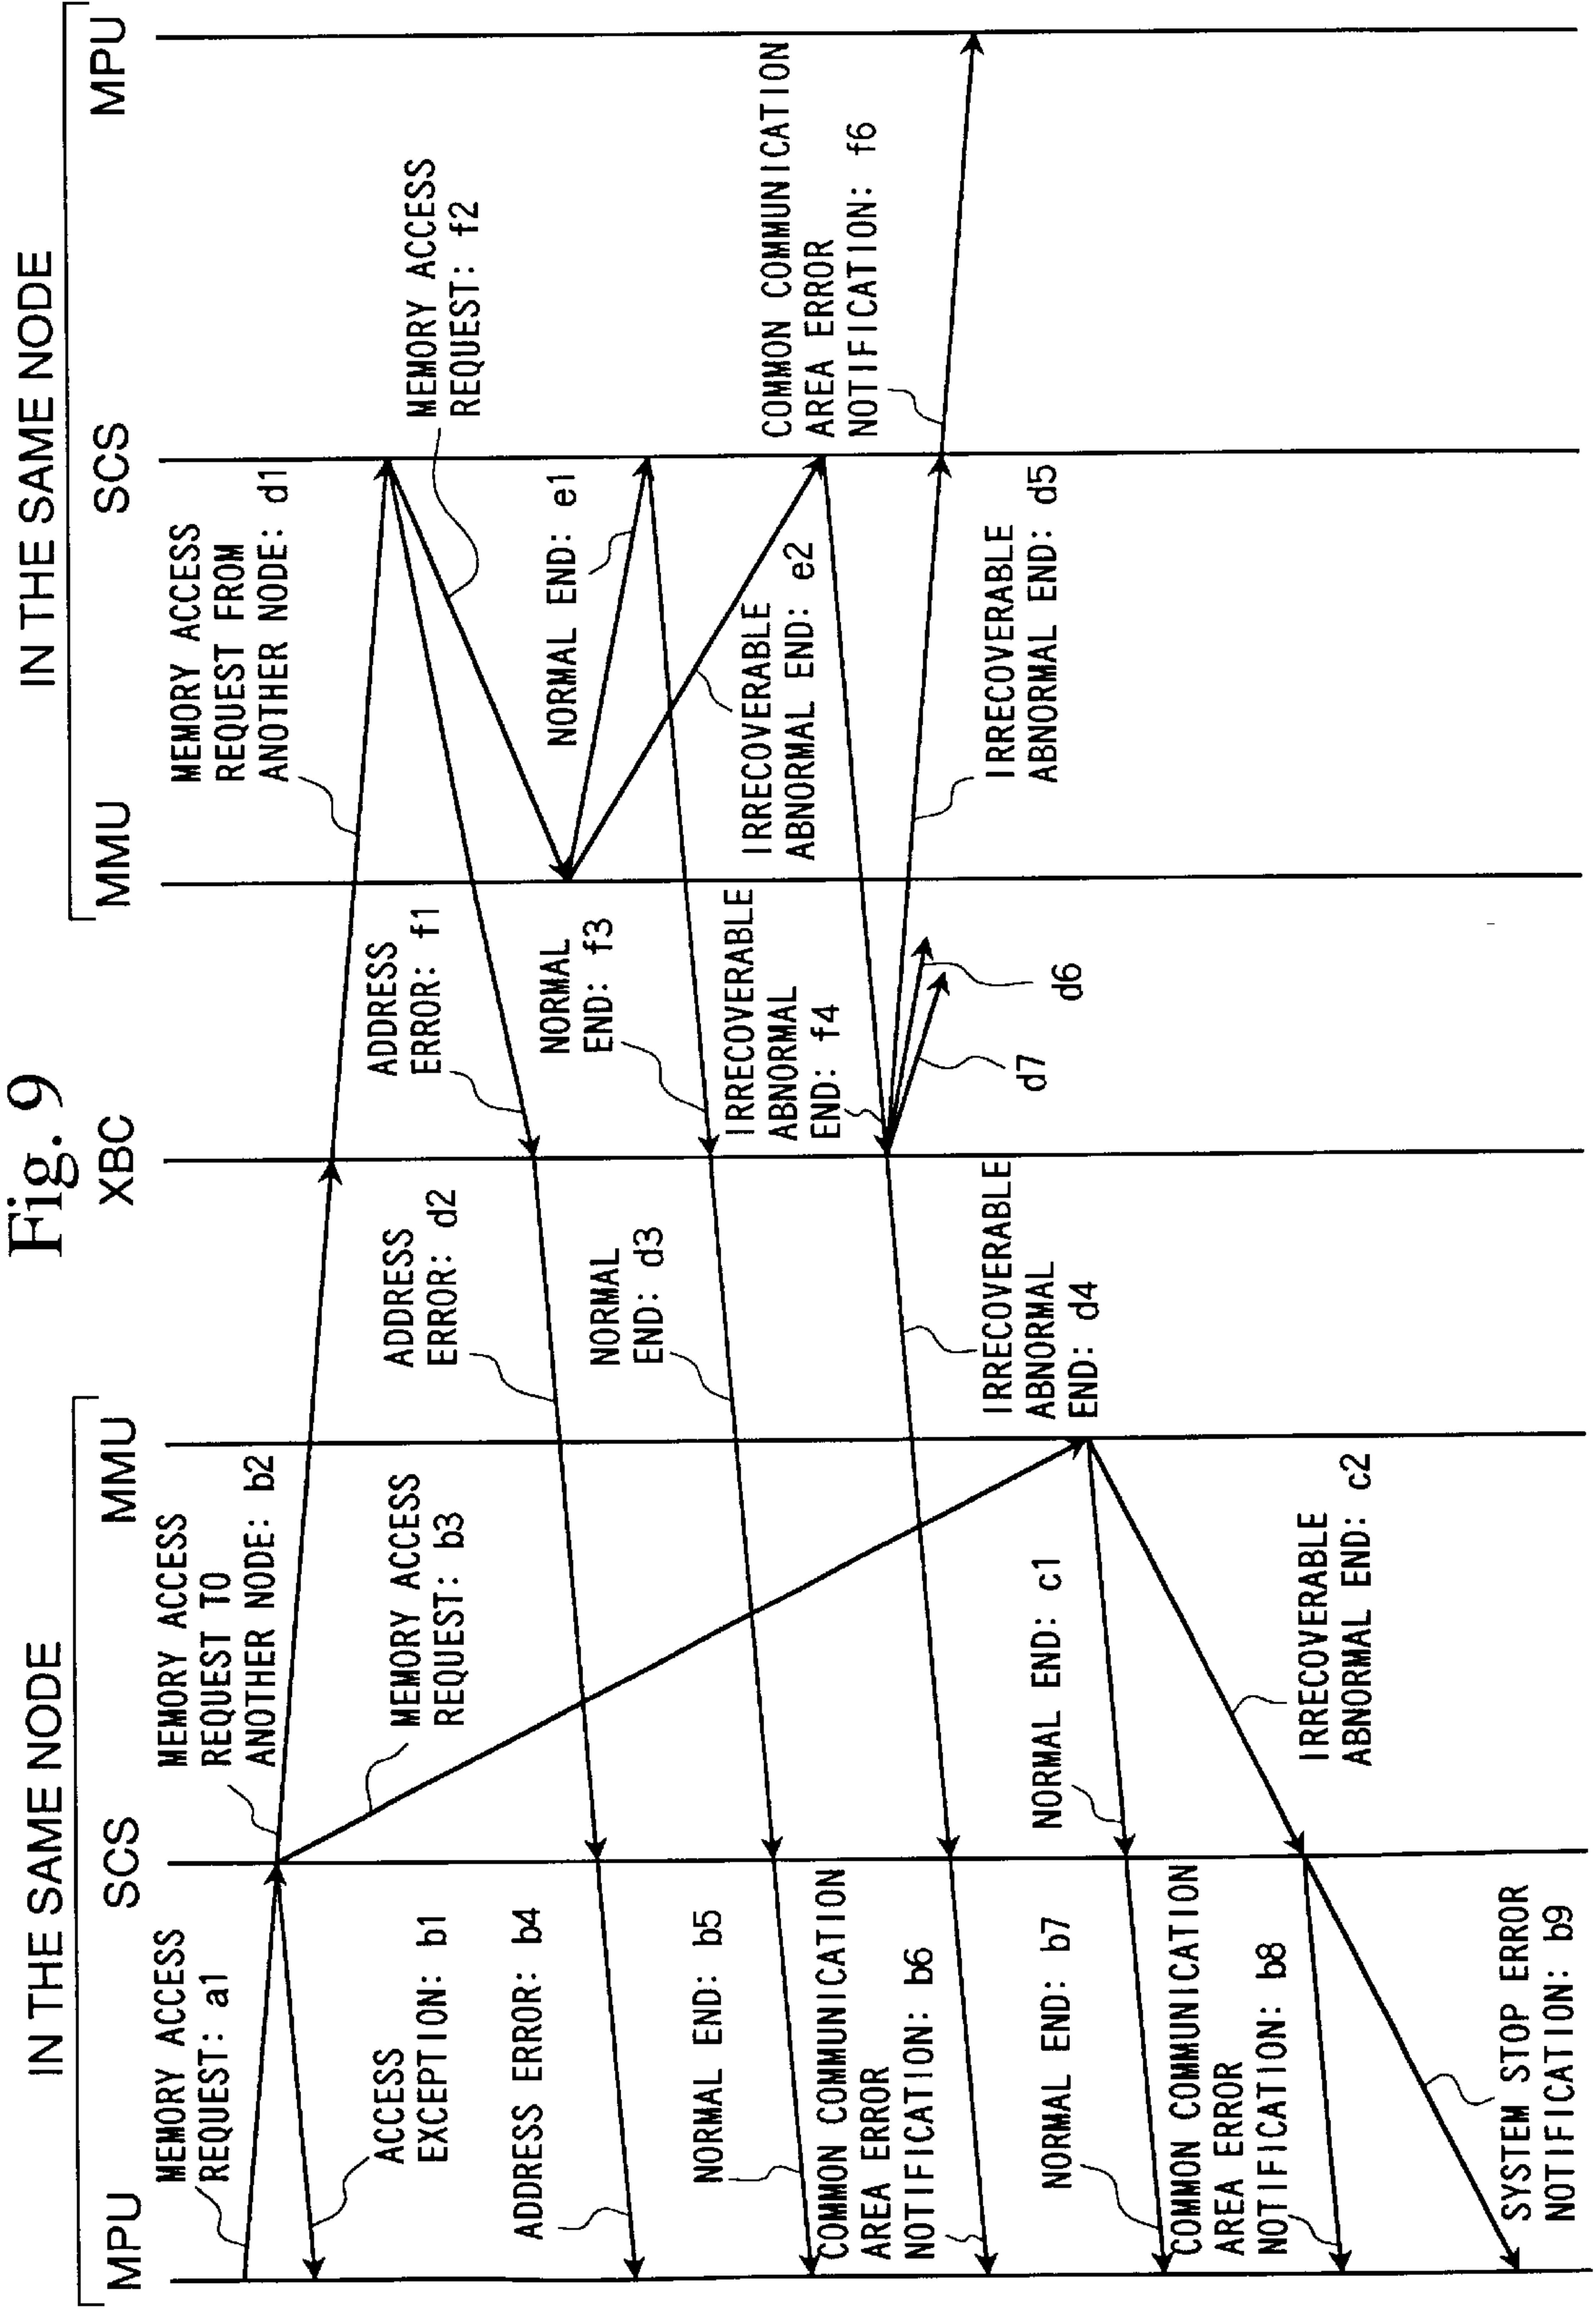 Fig. 9
IN THE SAME NODE
IN THE SAME NODE
MPU
SCS
MMU
XBC
MMU
SCS
MPU
MEMORY ACCESS
REQUEST: a1
MEMORY ACCESS
REQUEST TO
ANOTHER NODE: b2
MEMORY ACCESS
REQUEST FROM
ANOTHER NODE: d1
ACCESS
EXCEPTION: b1
MEMORY ACCESS
REQUEST: b3
ADDRESS
ERROR: d2
ADDRESS
ERROR: f1
MEMORY ACCESS
REQUEST: f2
ADDRESS ERROR: b4
NORMAL
END: d3
NORMAL
END: f3
NORMAL END: e1
NORMAL END: b5
IRRECOVERABLE
ABNORMAL
END: f4
IRRECOVERABLE
ABNORMAL END: e2
COMMON COMMUNICATION
AREA ERROR
NOTIFICATION: f6
COMMON COMMUNICATION
AREA ERROR
NOTIFICATION: b6
IRRECOVERABLE
ABNORMAL
END: d4
d7
d6
IRRECOVERABLE
ABNORMAL END: d5
NORMAL END: b7
NORMAL END: c1
COMMON COMMUNICATION
AREA ERROR
NOTIFICATION: b8
IRRECOVERABLE
ABNORMAL END: c2
SYSTEM STOP ERROR
NOTIFICATION: b9